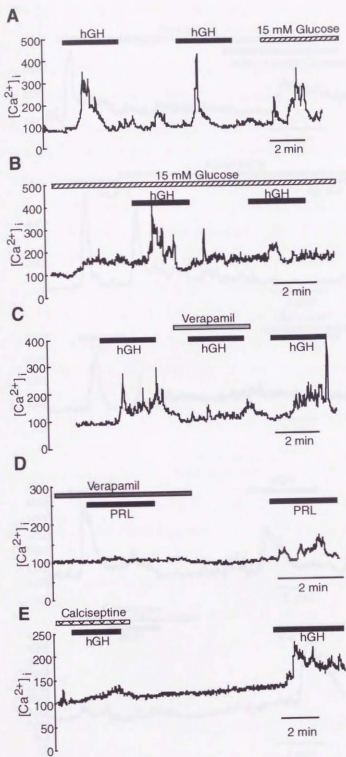 A
hGH hGH 15 mM Glucose
[Ca2+]i
500
400
300
200
100
0
2 min
B
15 mM Glucose
hGH hGH
[Ca2+]i
500
400
300
200
100
0
2 min
C
Verapamil
hGH hGH hGH
[Ca2+]i
400
300
200
100
0
2 min
D
Verapamil
PRL PRL
[Ca2+]i
300
200
150
100
50
0
2 min
E
Calciseptine
hGH hGH
[Ca2+]i
250
200
150
100
50
0
2 min